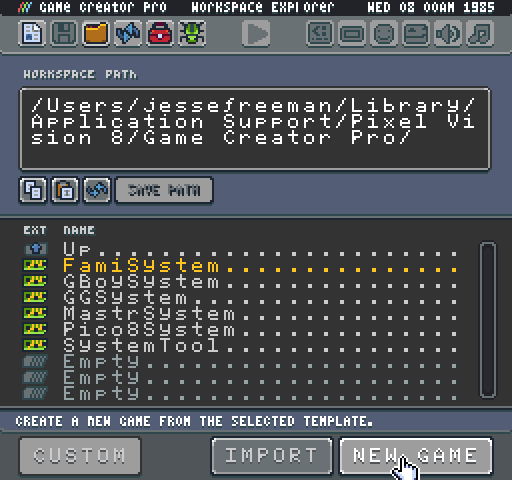 Game Creator Pro Workspace Explorer WED 08 00AM 1985
WORKSPACE PATH
/Users/jessefreeman/Library/
Application Support/Pixel Vi
sion 8/Game Creator Pro/
SAVE PATH
EXT NAME
Up.......................
FamiSystem...............
GBoySystem...............
GGSystem.................
MastrSystem..............
Pico8System..............
SystemTool...............
Empty....................
Empty....................
Empty....................
CREATE A NEW GAME FROM THE SELECTED TEMPLATE.
CUSTOM IMPORT NEW GAME